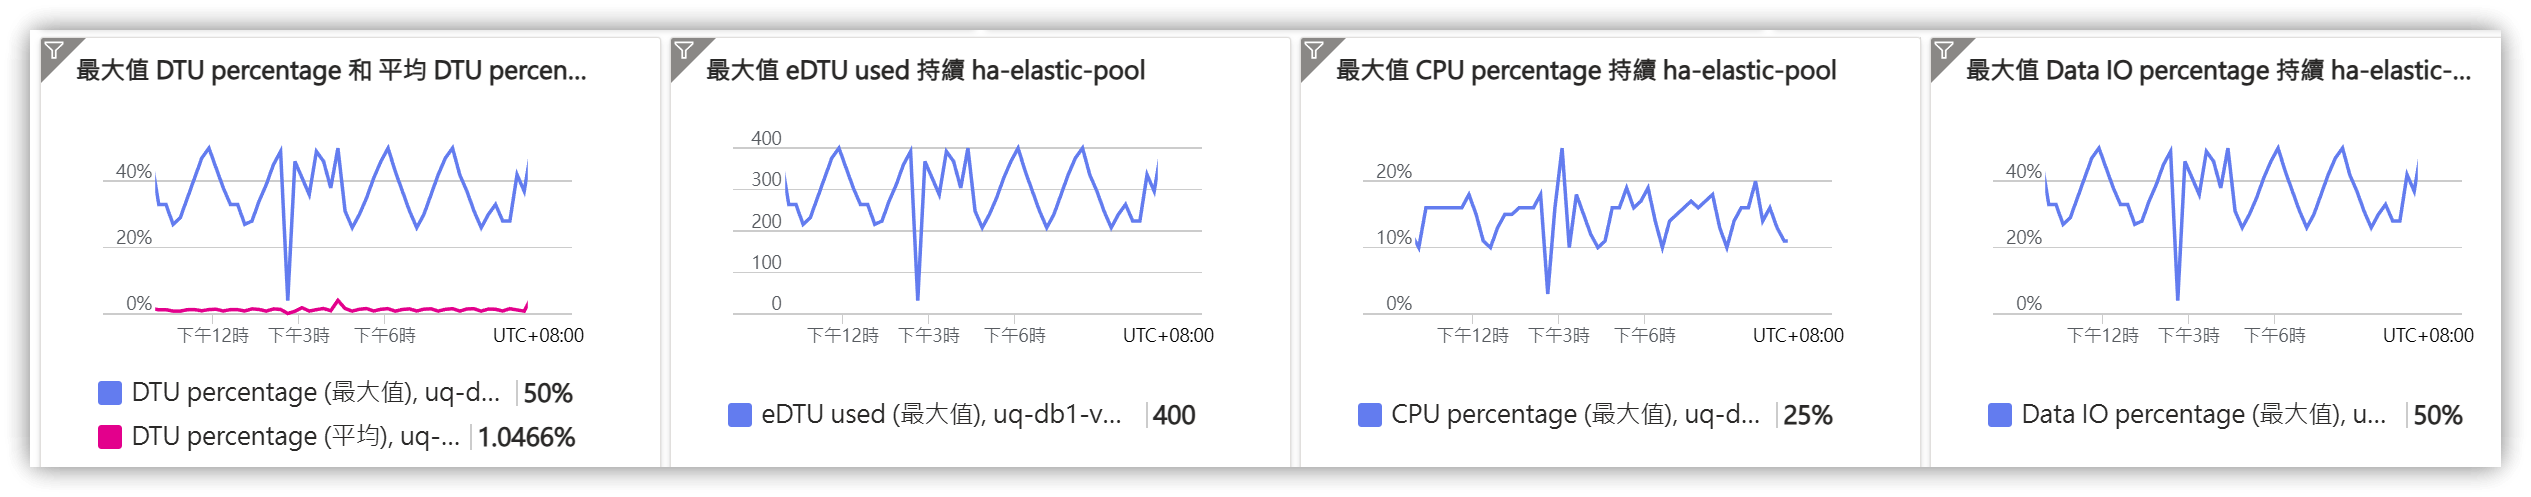 最大值 DTU percentage 和 平均 DTU percen...
40%
20%
0%
下午12時 下午3時 下午6時 UTC+08:00
DTU percentage (最大值), uq-d... 50%
DTU percentage (平均), uq-... 1.0466%
最大值 eDTU used 持續 ha-elastic-pool
400
300
200
100
0
下午12時 下午3時 下午6時 UTC+08:00
eDTU used (最大值), uq-db1-v... 400
最大值 CPU percentage 持續 ha-elastic-pool
20%
10%
0%
下午12時 下午3時 下午6時 UTC+08:00
CPU percentage (最大值), uq-d... 25%
最大值 Data IO percentage 持續 ha-elastic-...
40%
20%
0%
下午12時 下午3時 下午6時 UTC+08:00
Data IO percentage (最大值), u... 50%